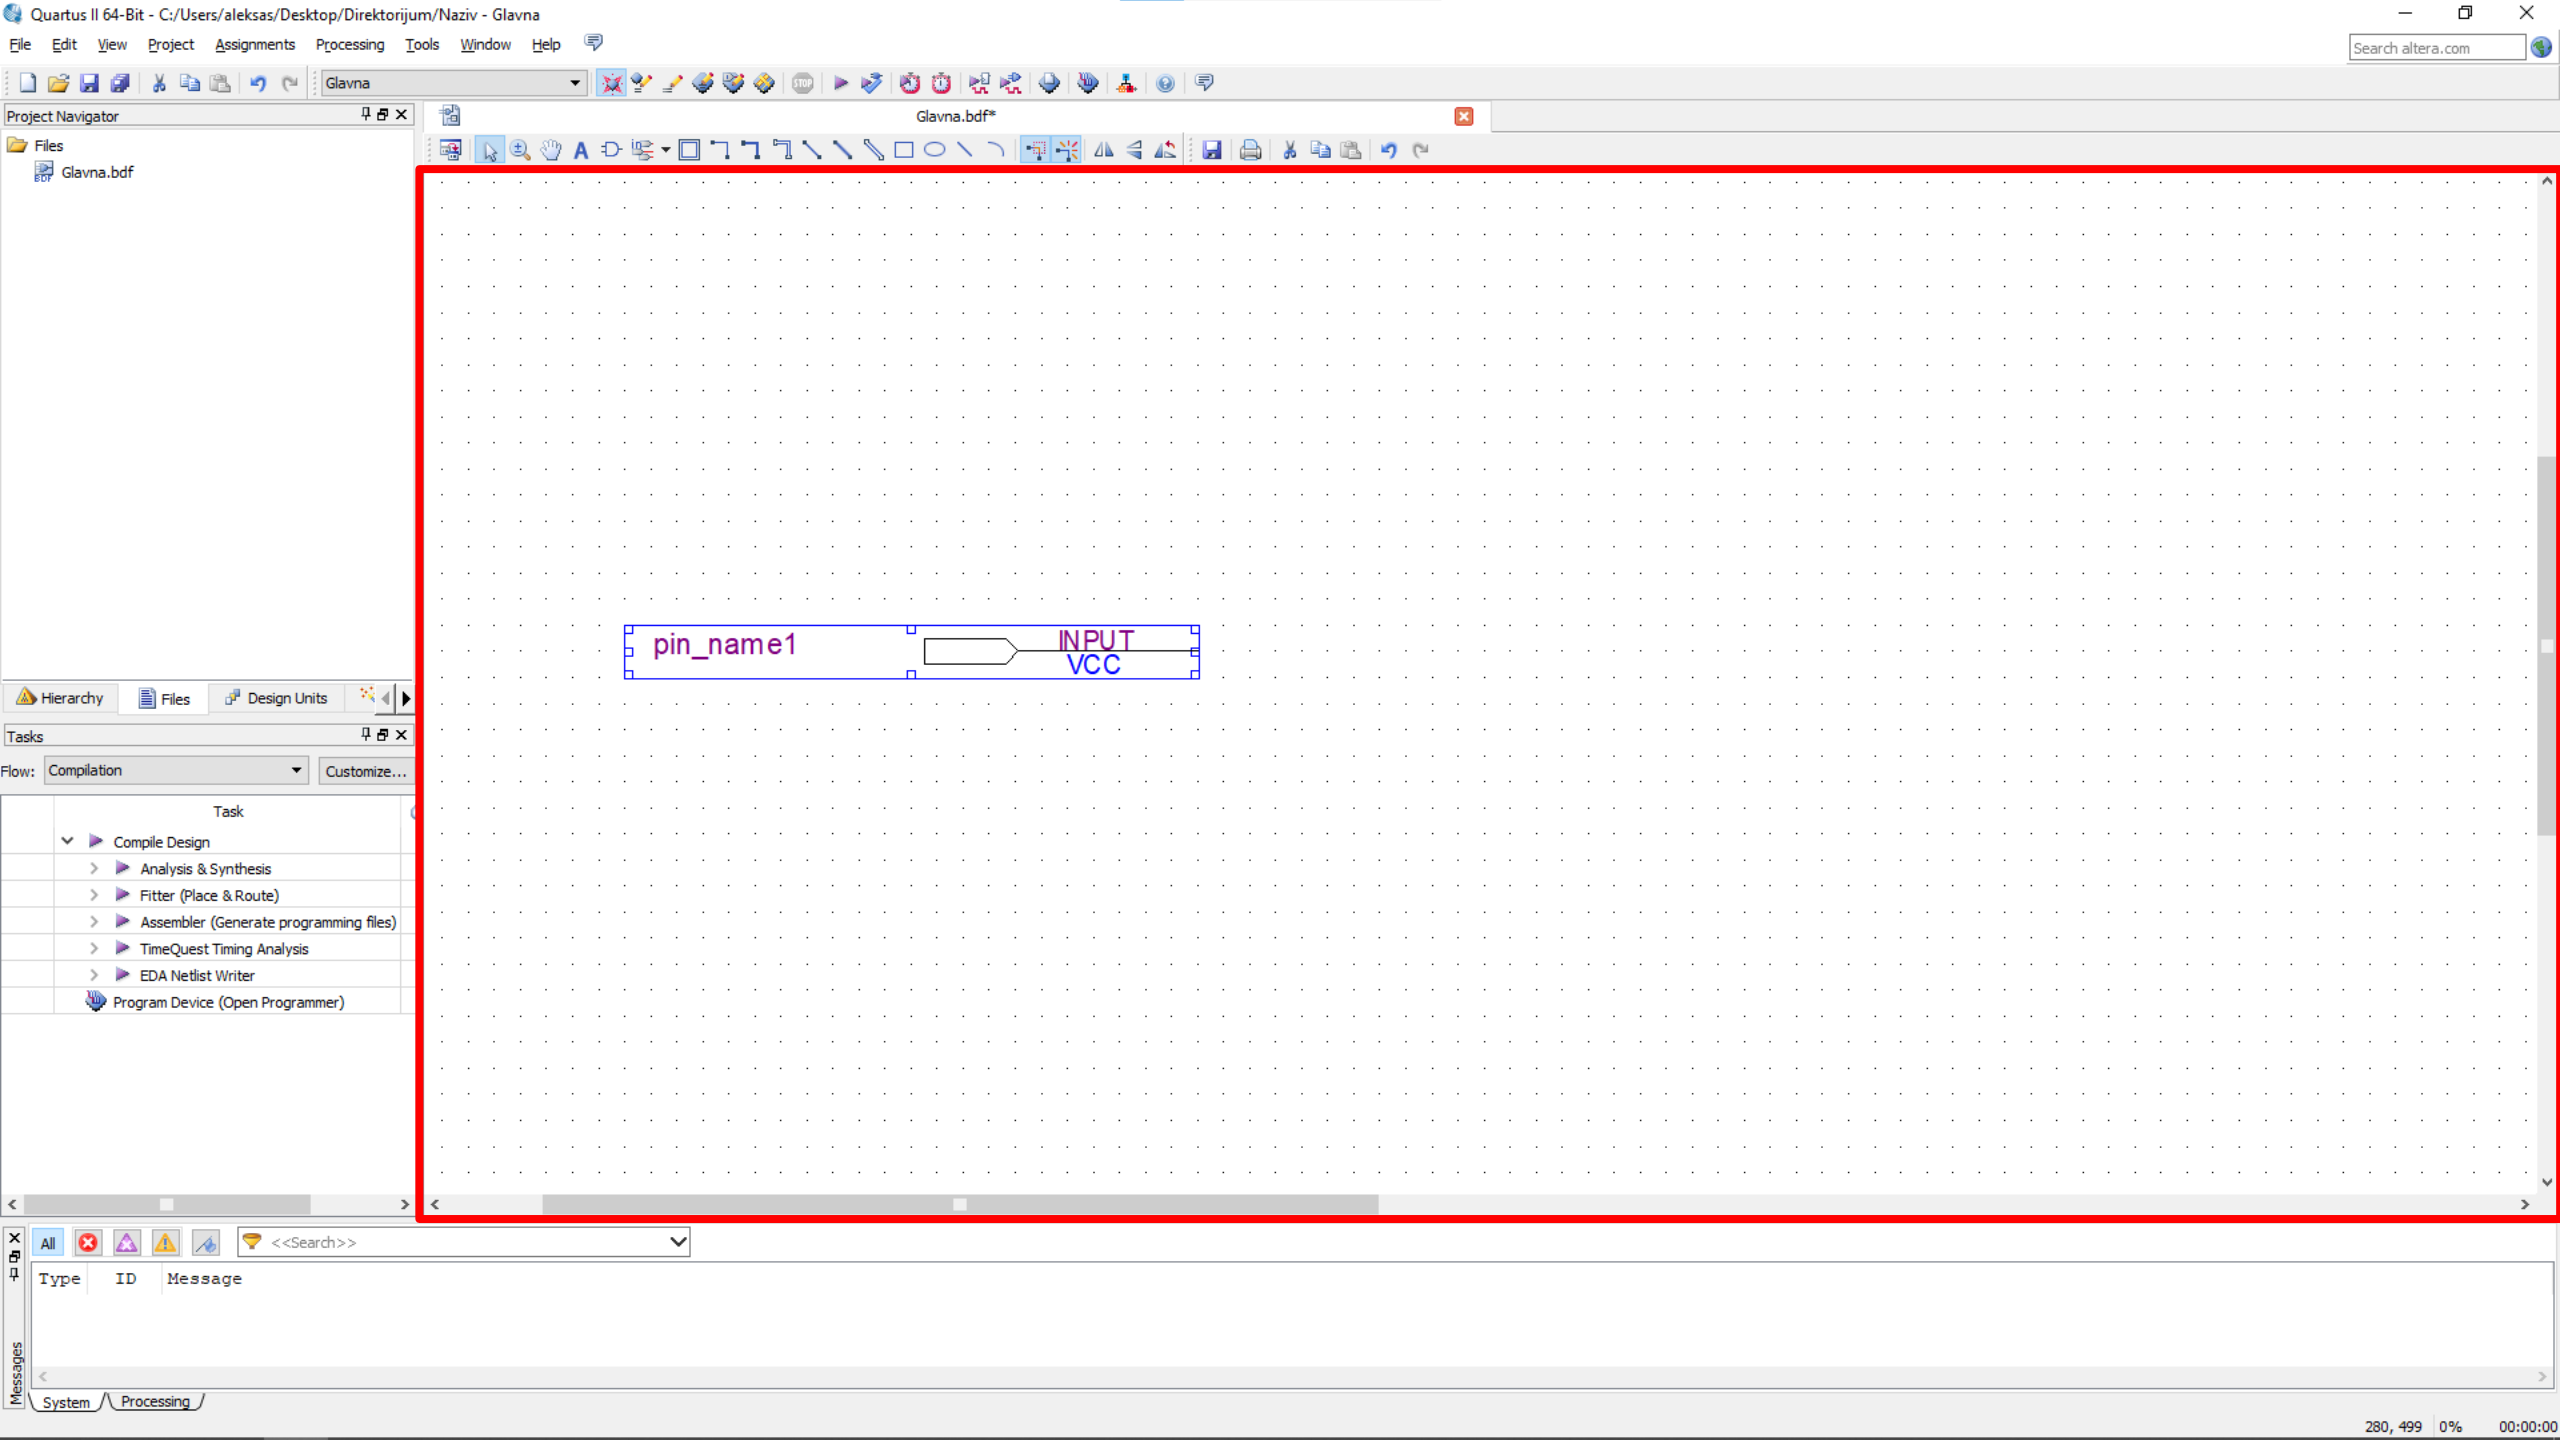 Quartus II 64-Bit - C:/Users/aleksas/Desktop/Direktorijum/Naziv - Glavna
File Edit View Project Assignments Processing Tools Window Help
Search altera.com
Glavna
STOP
Project Navigator
Glavna.bdf*
Files
BDF Glavna.bdf
A
pin_name1
INPUT
VCC
Hierarchy Files Design Units
Tasks
Flow: Compilation Customize...
Task
Compile Design
Analysis & Synthesis
Fitter (Place & Route)
Assembler (Generate programming files)
TimeQuest Timing Analysis
EDA Netlist Writer
Program Device (Open Programmer)
All <<Search>>
Type ID Message
Messages
System Processing
280, 499 0% 00:00:00